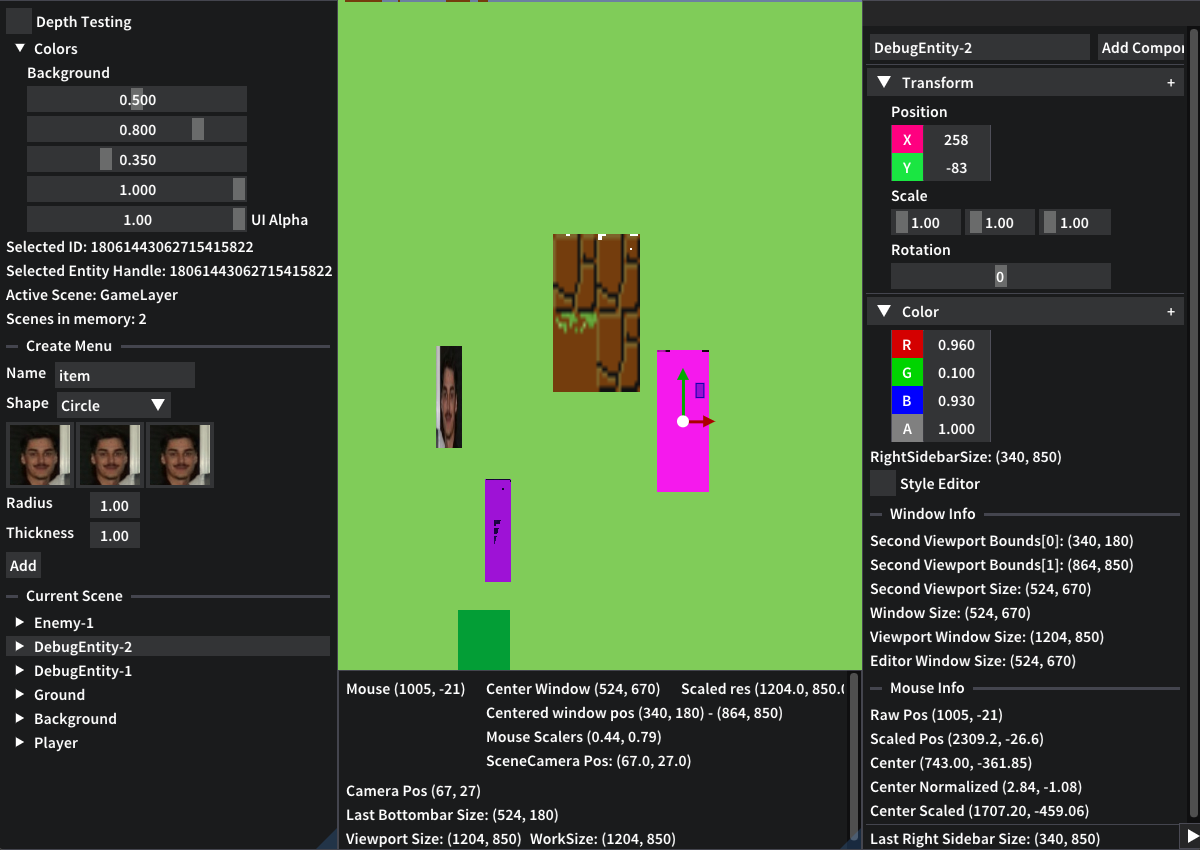 Depth Testing
Colors
Background
0.500
0.800
0.350
1.000
1.00 UI Alpha
Selected ID: 18061443062715415822
Selected Entity Handle: 18061443062715415822
Active Scene: GameLayer
Scenes in memory: 2
Create Menu
Name item
Shape Circle
Radius 1.00
Thickness 1.00
Add
Current Scene
Enemy-1
DebugEntity-2
DebugEntity-1
Ground
Background
Player
Mouse (1005, -21) Center Window (524, 670) Scaled res (1204.0, 850.0
Centered window pos (340, 180) - (864, 850)
Mouse Scalers (0.44, 0.79)
SceneCamera Pos: (67.0, 27.0)
Camera Pos (67, 27)
Last Bottombar Size: (524, 180)
Viewport Size: (1204, 850) WorkSize: (1204, 850)
DebugEntity-2 Add Compor
Transform +
Position
X 258
Y -83
Scale
1.00 1.00 1.00
Rotation
0
Color +
R 0.960
G 0.100
B 0.930
A 1.000
RightSidebarSize: (340, 850)
Style Editor
Window Info
Second Viewport Bounds[0]: (340, 180)
Second Viewport Bounds[1]: (864, 850)
Second Viewport Size: (524, 670)
Window Size: (524, 670)
Viewport Window Size: (1204, 850)
Editor Window Size: (524, 670)
Mouse Info
Raw Pos (1005, -21)
Scaled Pos (2309.2, -26.6)
Center (743.00, -361.85)
Center Normalized (2.84, -1.08)
Center Scaled (1707.20, -459.06)
Last Right Sidebar Size: (340, 850)